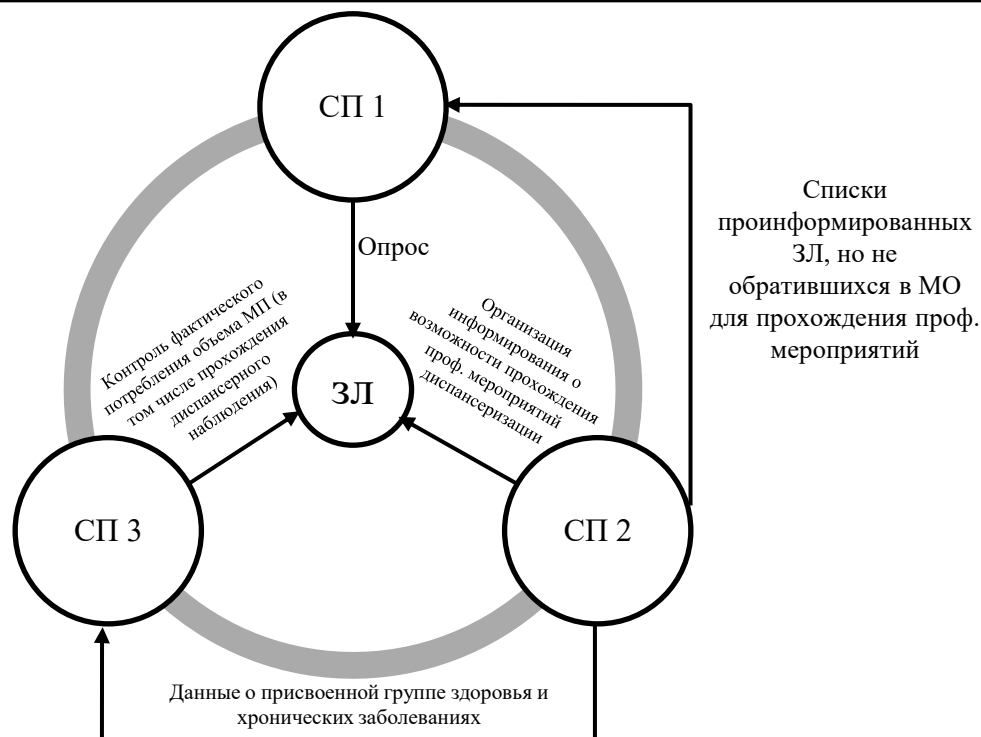 СП 1
Опрос
Списки
проинформированных
ЗЛ, но не
обратившихся в МО
для прохождения проф.
мероприятий
Контроль фактического
потребления объема МП (в
том числе прохождения
диспансерного
наблюдения)
Организация
информирования о
возможности прохождения
проф. мероприятий
диспансеризации
ЗЛ
СП 3
СП 2
Данные о присвоенной группе здоровья и
хронических заболеваниях